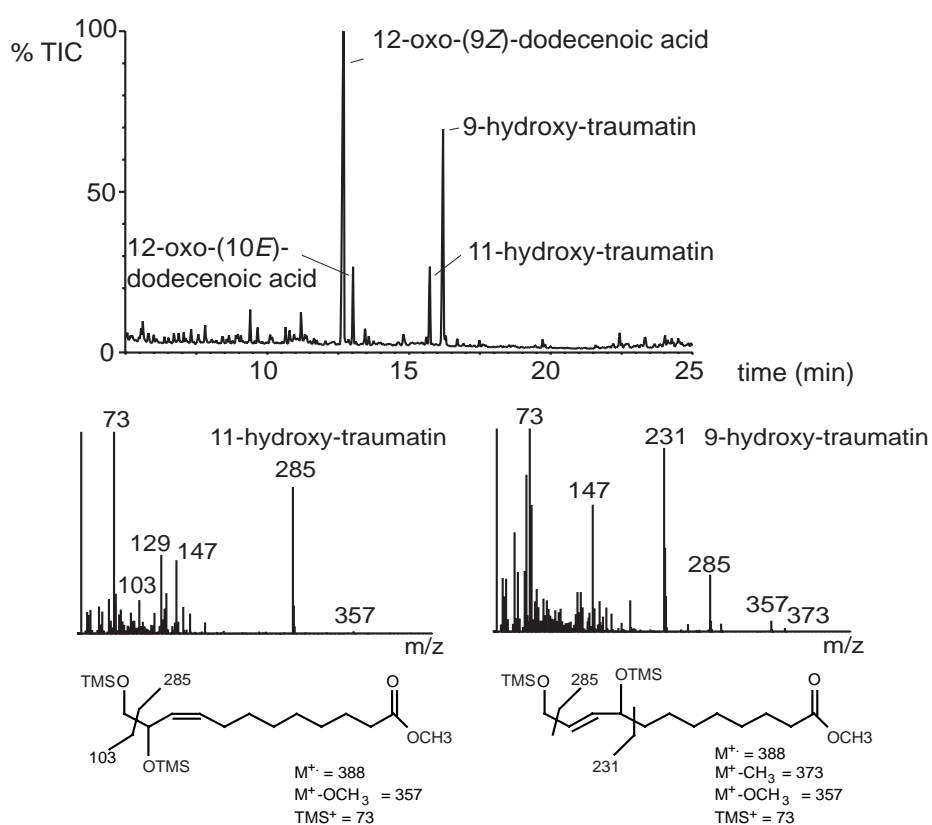 100
% TIC
12-oxo-(9Z)-dodecenoic acid
9-hydroxy-traumatin
50
12-oxo-(10E)-
dodecenoic acid
11-hydroxy-traumatin
0
10
15
20
25
time (min)
73
11-hydroxy-traumatin
285
129
147
103
357
m/z
73
231
9-hydroxy-traumatin
147
285
357
373
m/z
TMSO
285
O
OCH3
103
OTMS
M+· = 388
M+-OCH3 = 357
TMS+ = 73
TMSO
285
OTMS
O
OCH3
231
M+· = 388
M+-CH3 = 373
M+-OCH3 = 357
TMS+ = 73